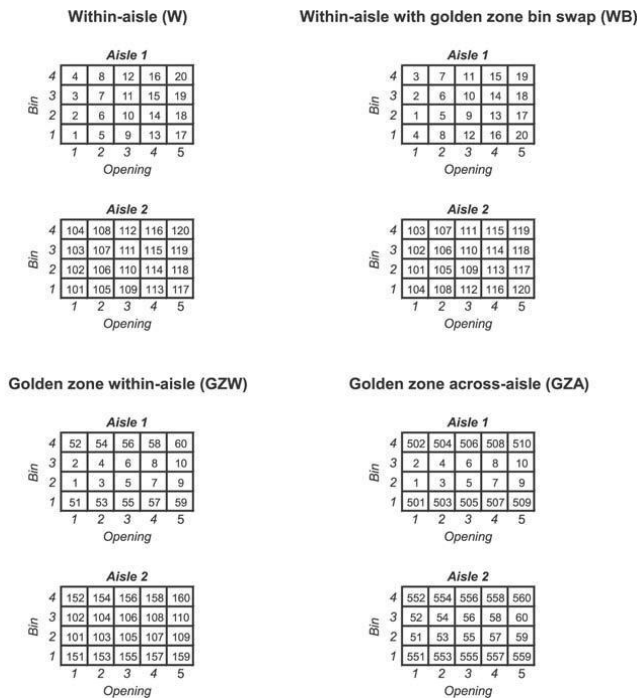 Within-aisle (W)
Aisle 1
Bin
4 4 8 12 16 20
3 3 7 11 15 19
2 2 6 10 14 18
1 1 5 9 13 17
1 2 3 4 5
Opening
Aisle 2
Bin
4 104 108 112 116 120
3 103 107 111 115 119
2 102 106 110 114 118
1 101 105 109 113 117
1 2 3 4 5
Opening
Within-aisle with golden zone bin swap (WB)
Aisle 1
Bin
4 3 7 11 15 19
3 2 6 10 14 18
2 1 5 9 13 17
1 4 8 12 16 20
1 2 3 4 5
Opening
Aisle 2
Bin
4 103 107 111 115 119
3 102 106 110 114 118
2 101 105 109 113 117
1 104 108 112 116 120
1 2 3 4 5
Opening
Golden zone within-aisle (GZW)
Aisle 1
Bin
4 52 54 56 58 60
3 2 4 6 8 10
2 1 3 5 7 9
1 51 53 55 57 59
1 2 3 4 5
Opening
Aisle 2
Bin
4 152 154 156 158 160
3 102 104 106 108 110
2 101 103 105 107 109
1 151 153 155 157 159
1 2 3 4 5
Opening
Golden zone across-aisle (GZA)
Aisle 1
Bin
4 502 504 506 508 510
3 2 4 6 8 10
2 1 3 5 7 9
1 501 503 505 507 509
1 2 3 4 5
Opening
Aisle 2
Bin
4 552 554 556 558 560
3 52 54 56 58 60
2 51 53 55 57 59
1 551 553 555 557 559
1 2 3 4 5
Opening